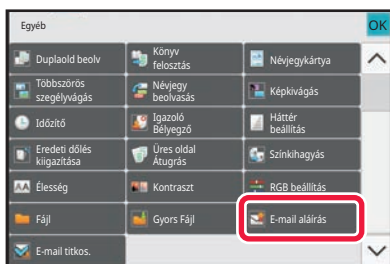 Egyéb
OK
Duplaold beolv
Könyv
felosztás
Névjegykártya
Többszörös
szegélyvágás
Névjegy
beolvasás
Képkivágás
Időzítő
Igazoló
Bélyegző
Háttér
beállítás
Eredeti dőlés
kiigazítása
Üres oldal
Átugrás
Színkihagyás
AA Élesség
Kontraszt
RGB beállítás
Fájl
Gyors Fájl
E-mail aláírás
E-mail titkos.